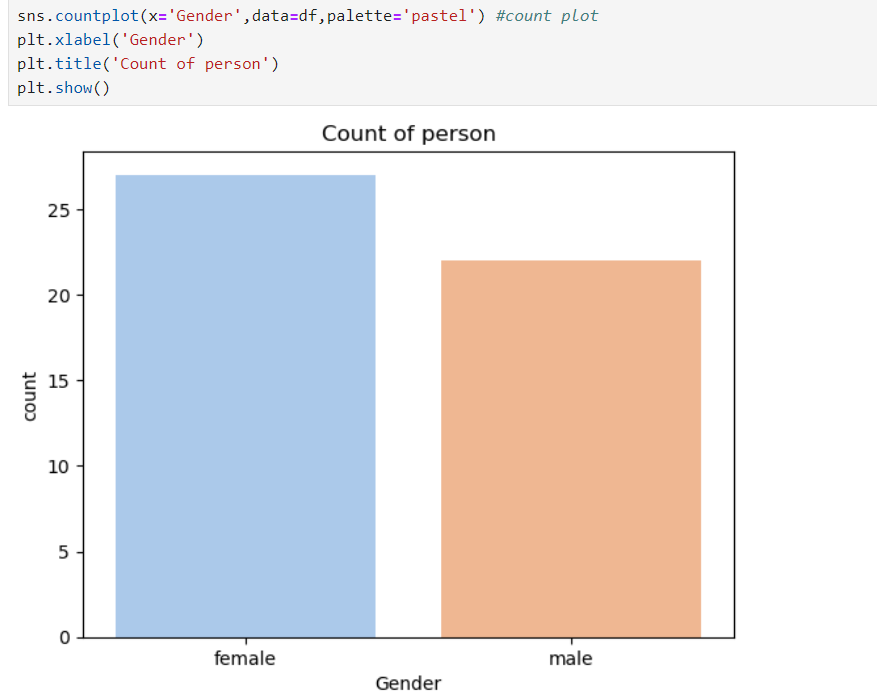 sns.countplot(x='Gender',data=df,palette='pastel') #count plot
plt.xlabel('Gender')
plt.title('Count of person')
plt.show()
Count of person
25
20
15
10
5
0
count
female male
Gender